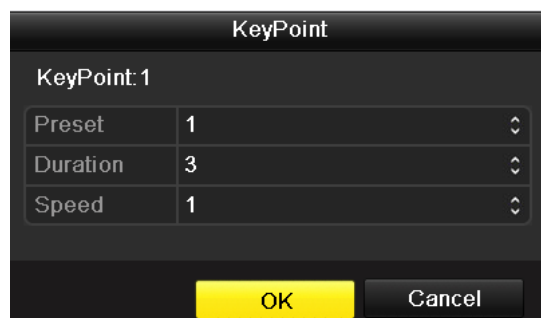 KeyPoint
KeyPoint:1
Preset 1
Duration 3
Speed 1
OK Cancel